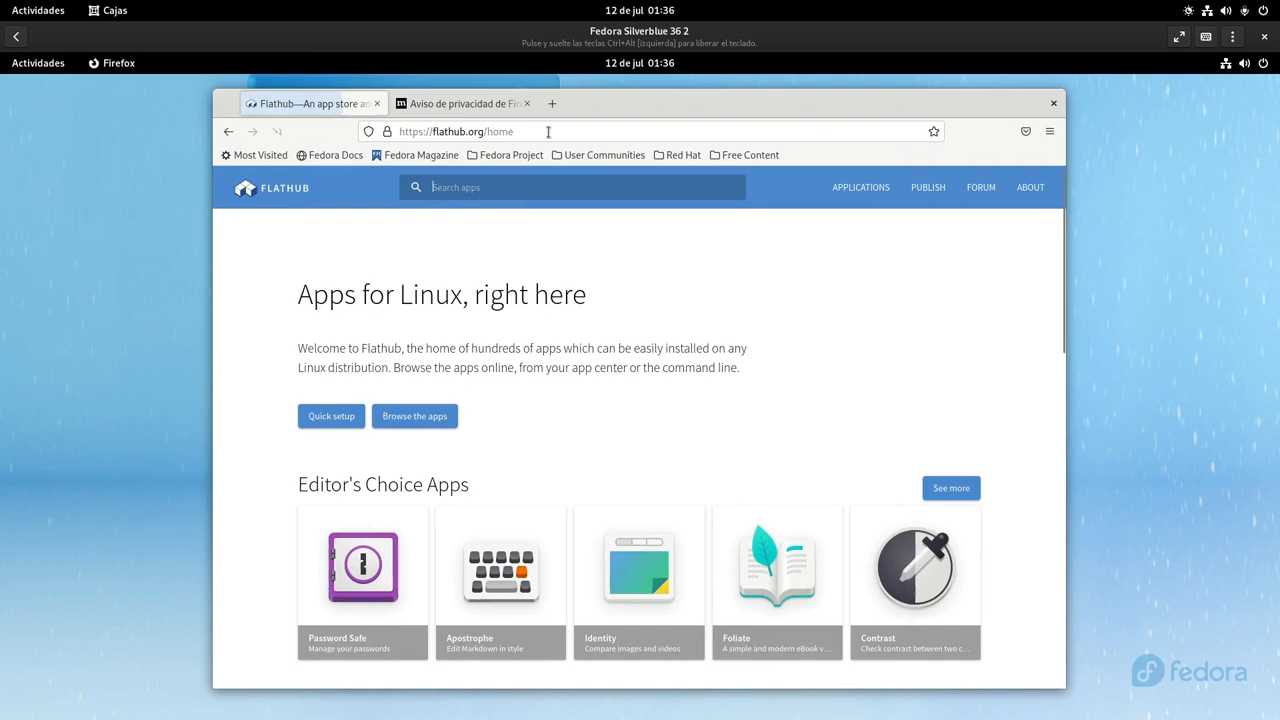 Actividades Cajas 12 de jul 01:36
Fedora Silverblue 36 2
Pulse y suelte las teclas Ctrl+Alt [izquierda] para liberar el teclado.
Actividades Firefox 12 de jul 01:36
Flathub—An app store an Aviso de privacidad de Fir
https://flathub.org/home
Most Visited Fedora Docs Fedora Magazine Fedora Project User Communities Red Hat Free Content
FLATHUB Search apps APPLICATIONS PUBLISH FORUM ABOUT
Apps for Linux, right here
Welcome to Flathub, the home of hundreds of apps which can be easily installed on any
Linux distribution. Browse the apps online, from your app center or the command line.
Quick setup Browse the apps
Editor's Choice Apps See more
Password Safe Apostrophe Identity Foliate Contrast
Manage your passwords Edit Markdown in style Compare images and videos A simple and modern eBook v... Check contrast between two c...
fedora